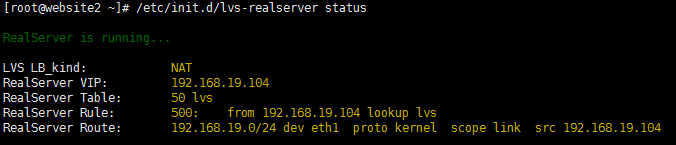 [root@website2 ~]# /etc/init.d/lvs-realserver status
RealServer is running...
LVS LB_kind: NAT
RealServer VIP: 192.168.19.104
RealServer Table: 50 lvs
RealServer Rule: 500: from 192.168.19.104 lookup lvs
RealServer Route: 192.168.19.0/24 dev eth1 proto kernel scope link src 192.168.19.104